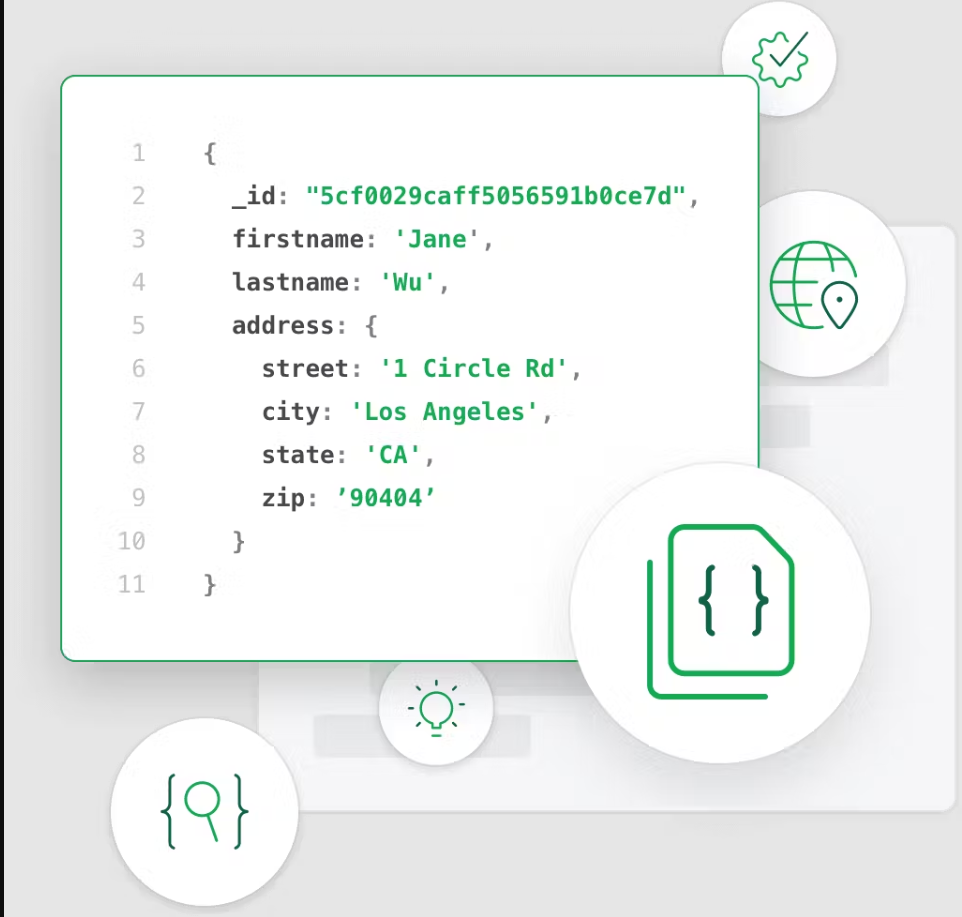 1 {
2 _id: "5cf0029caff5056591b0ce7d",
3 firstname: 'Jane',
4 lastname: 'Wu',
5 address: {
6 street: '1 Circle Rd',
7 city: 'Los Angeles',
8 state: 'CA',
9 zip: ’90404’
10 }
11 }
{ }
{ }